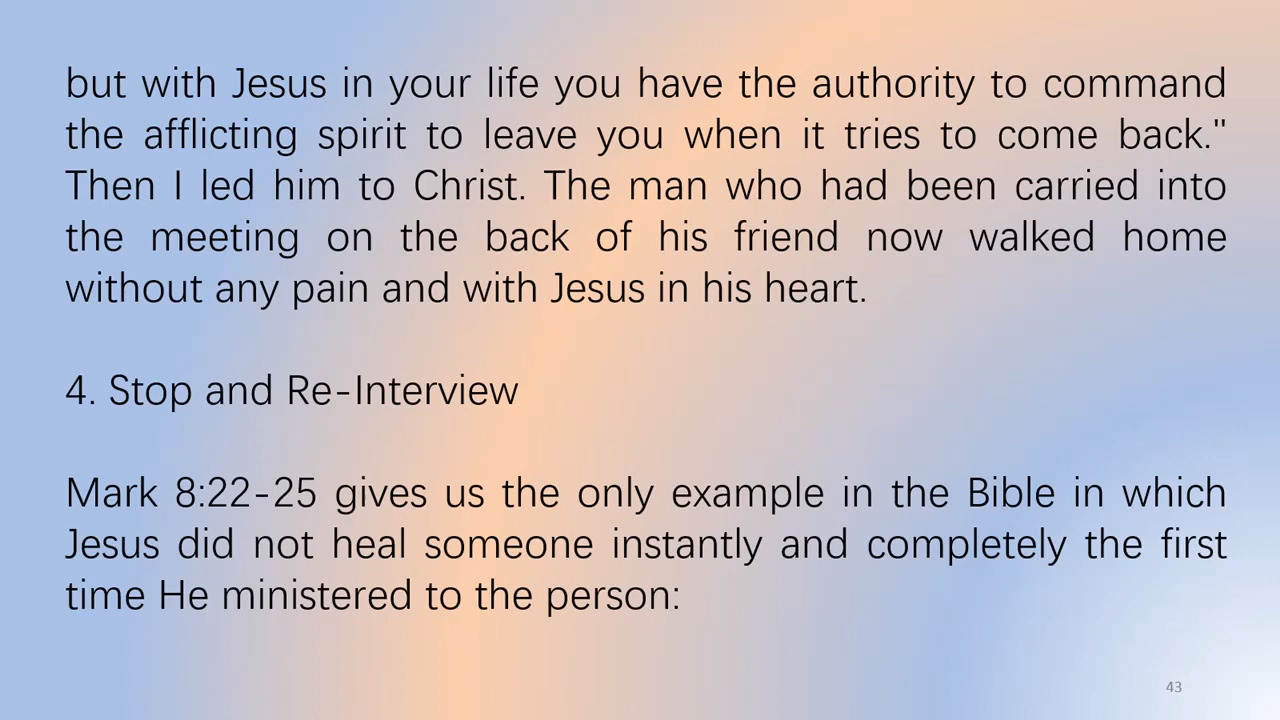 but with Jesus in your life you have the authority to command
the afflicting spirit to leave you when it tries to come back."
Then I led him to Christ. The man who had been carried into
the meeting on the back of his friend now walked home
without any pain and with Jesus in his heart.
4. Stop and Re-Interview
Mark 8:22-25 gives us the only example in the Bible in which
Jesus did not heal someone instantly and completely the first
time He ministered to the person:
43